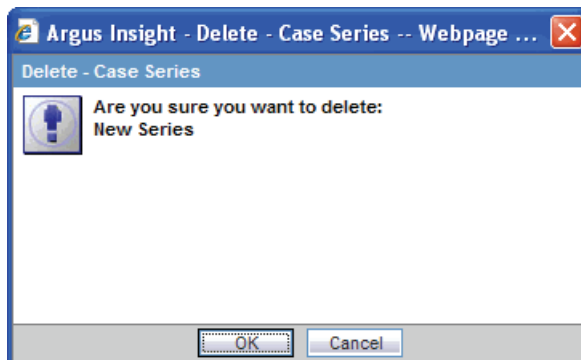 Argus Insight - Delete - Case Series -- Webpage ...
Delete - Case Series
Are you sure you want to delete:
New Series
OK
Cancel